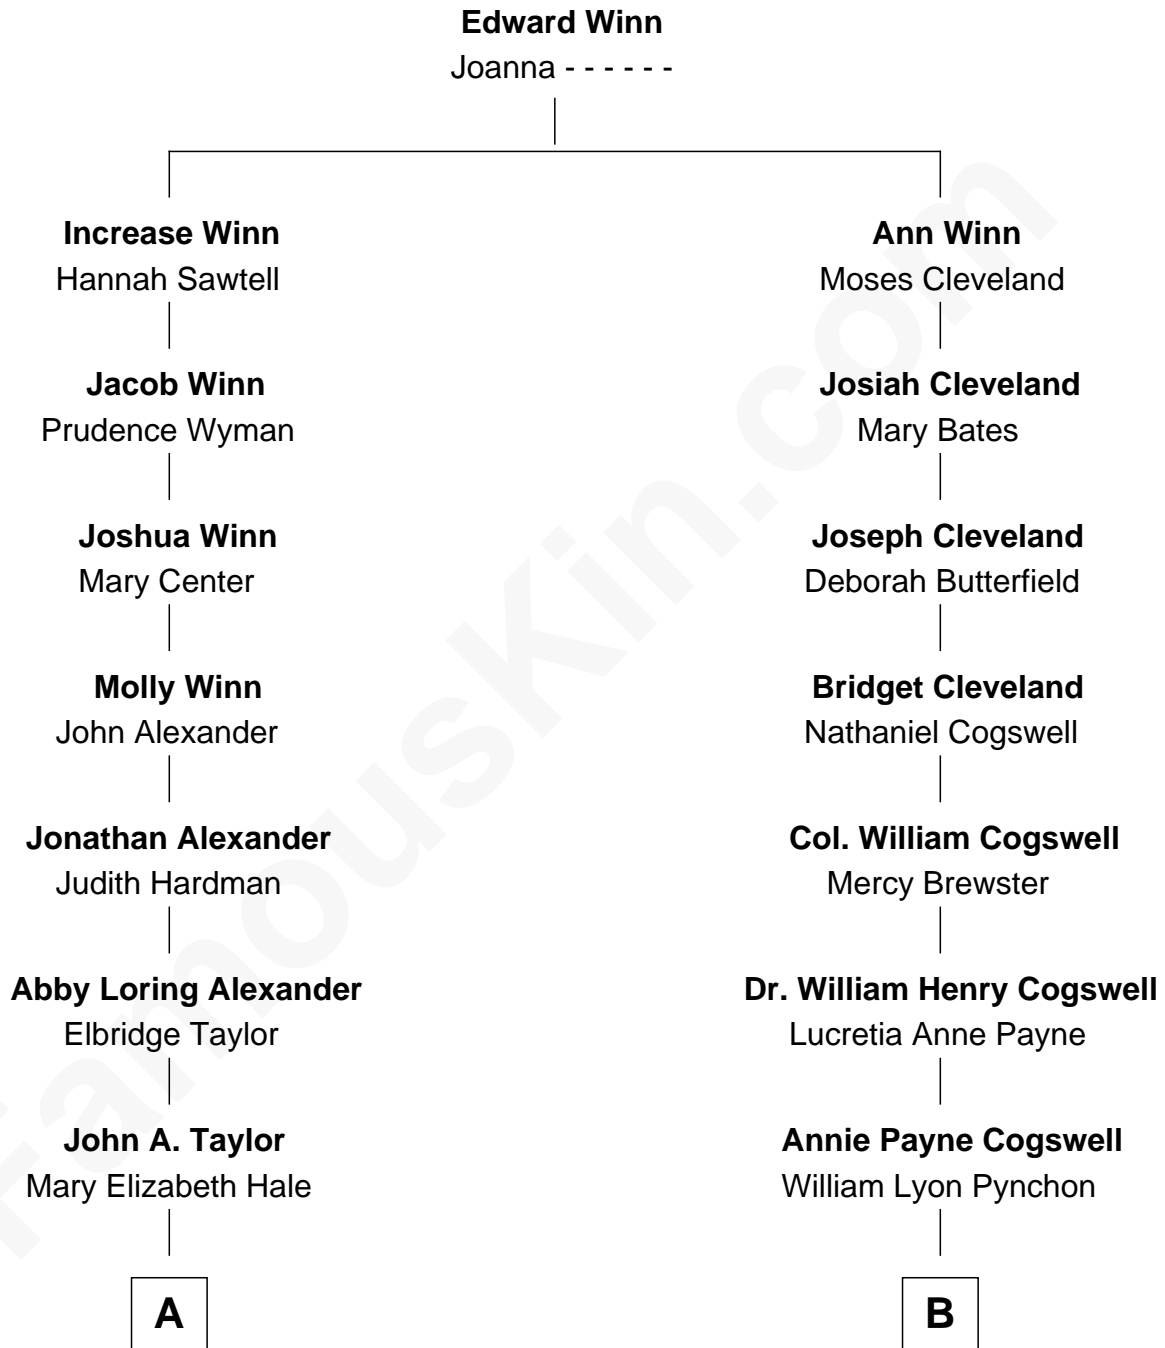 Edward Winn
Joanna - - - - - -
Increase Winn
Hannah Sawtell
Ann Winn
Moses Cleveland
Jacob Winn
Prudence Wyman
Josiah Cleveland
Mary Bates
Joshua Winn
Mary Center
Joseph Cleveland
Deborah Butterfield
Molly Winn
John Alexander
Bridget Cleveland
Nathaniel Cogswell
Jonathan Alexander
Judith Hardman
Col. William Cogswell
Mercy Brewster
Abby Loring Alexander
Elbridge Taylor
Dr. William Henry Cogswell
Lucretia Anne Payne
John A. Taylor
Mary Elizabeth Hale
Annie Payne Cogswell
William Lyon Pynchon
A
B
FamousKin.com